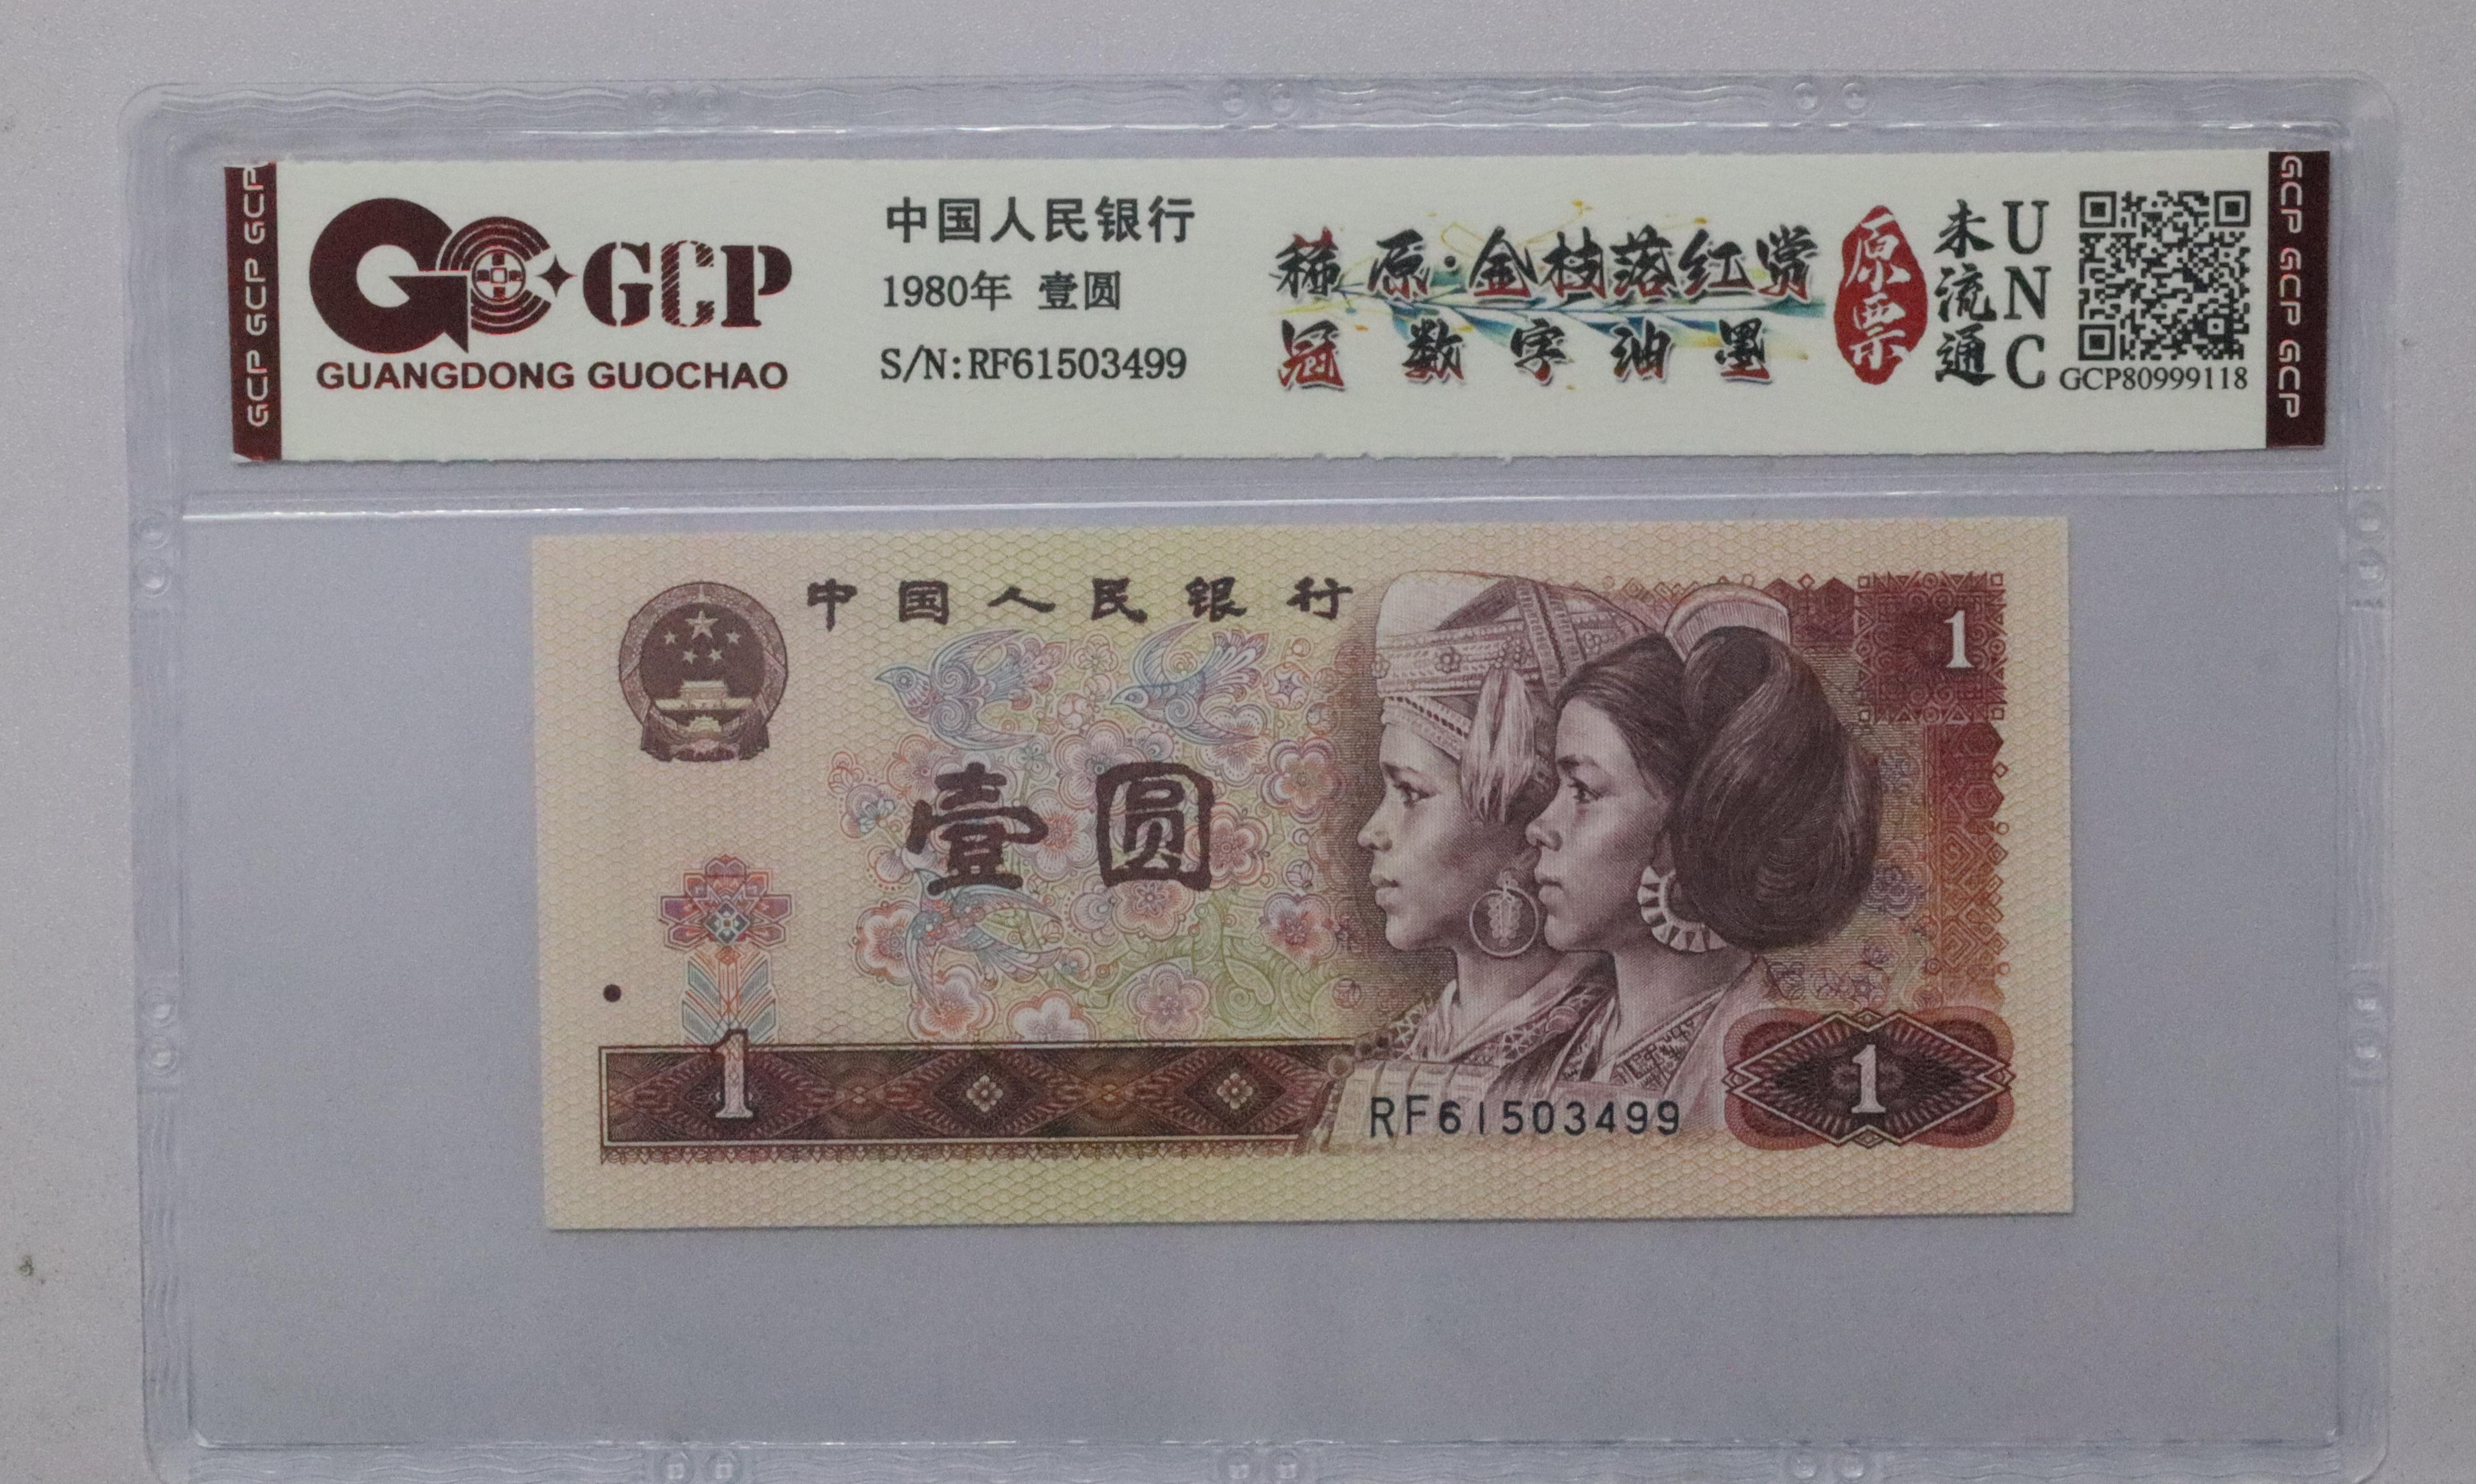 GCP GCP GCP
GCP
GUANGDONG GUOCHAO
中国人民银行
1980年 壹圆
S/N:RF61503499
稀原·金枝落红赏
冠数字油墨
原票
未流通
UNC
GCP80999118
GCP GCP GCP
中国人民银行
1
壹圆
1
RF61503499
1